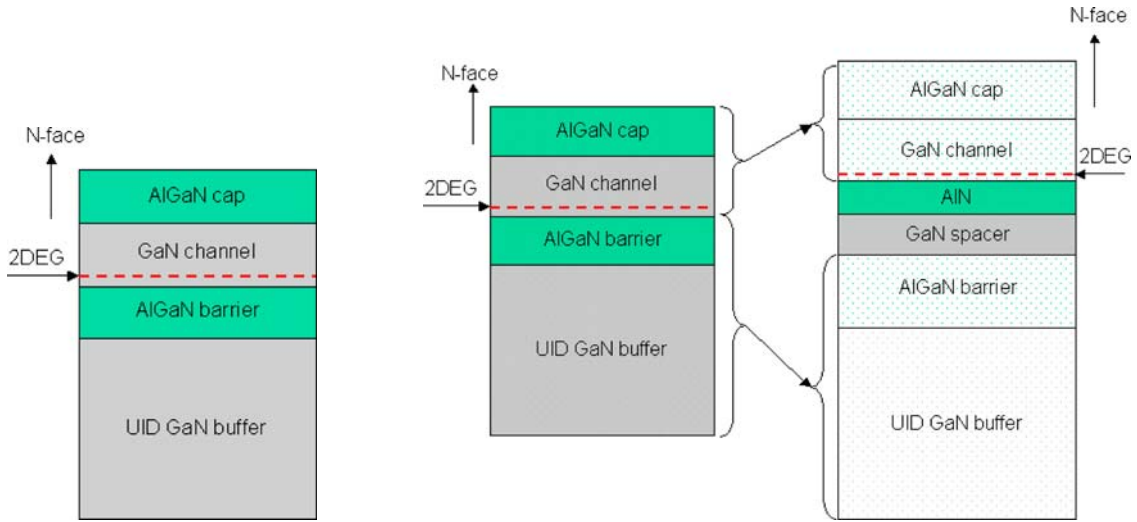 N-face
AlGaN cap
2DEG
GaN channel
AlGaN barrier
UID GaN buffer
N-face
AlGaN cap
2DEG
GaN channel
AlGaN barrier
UID GaN buffer
N-face
AlGaN cap
GaN channel
2DEG
AlN
GaN spacer
AlGaN barrier
UID GaN buffer